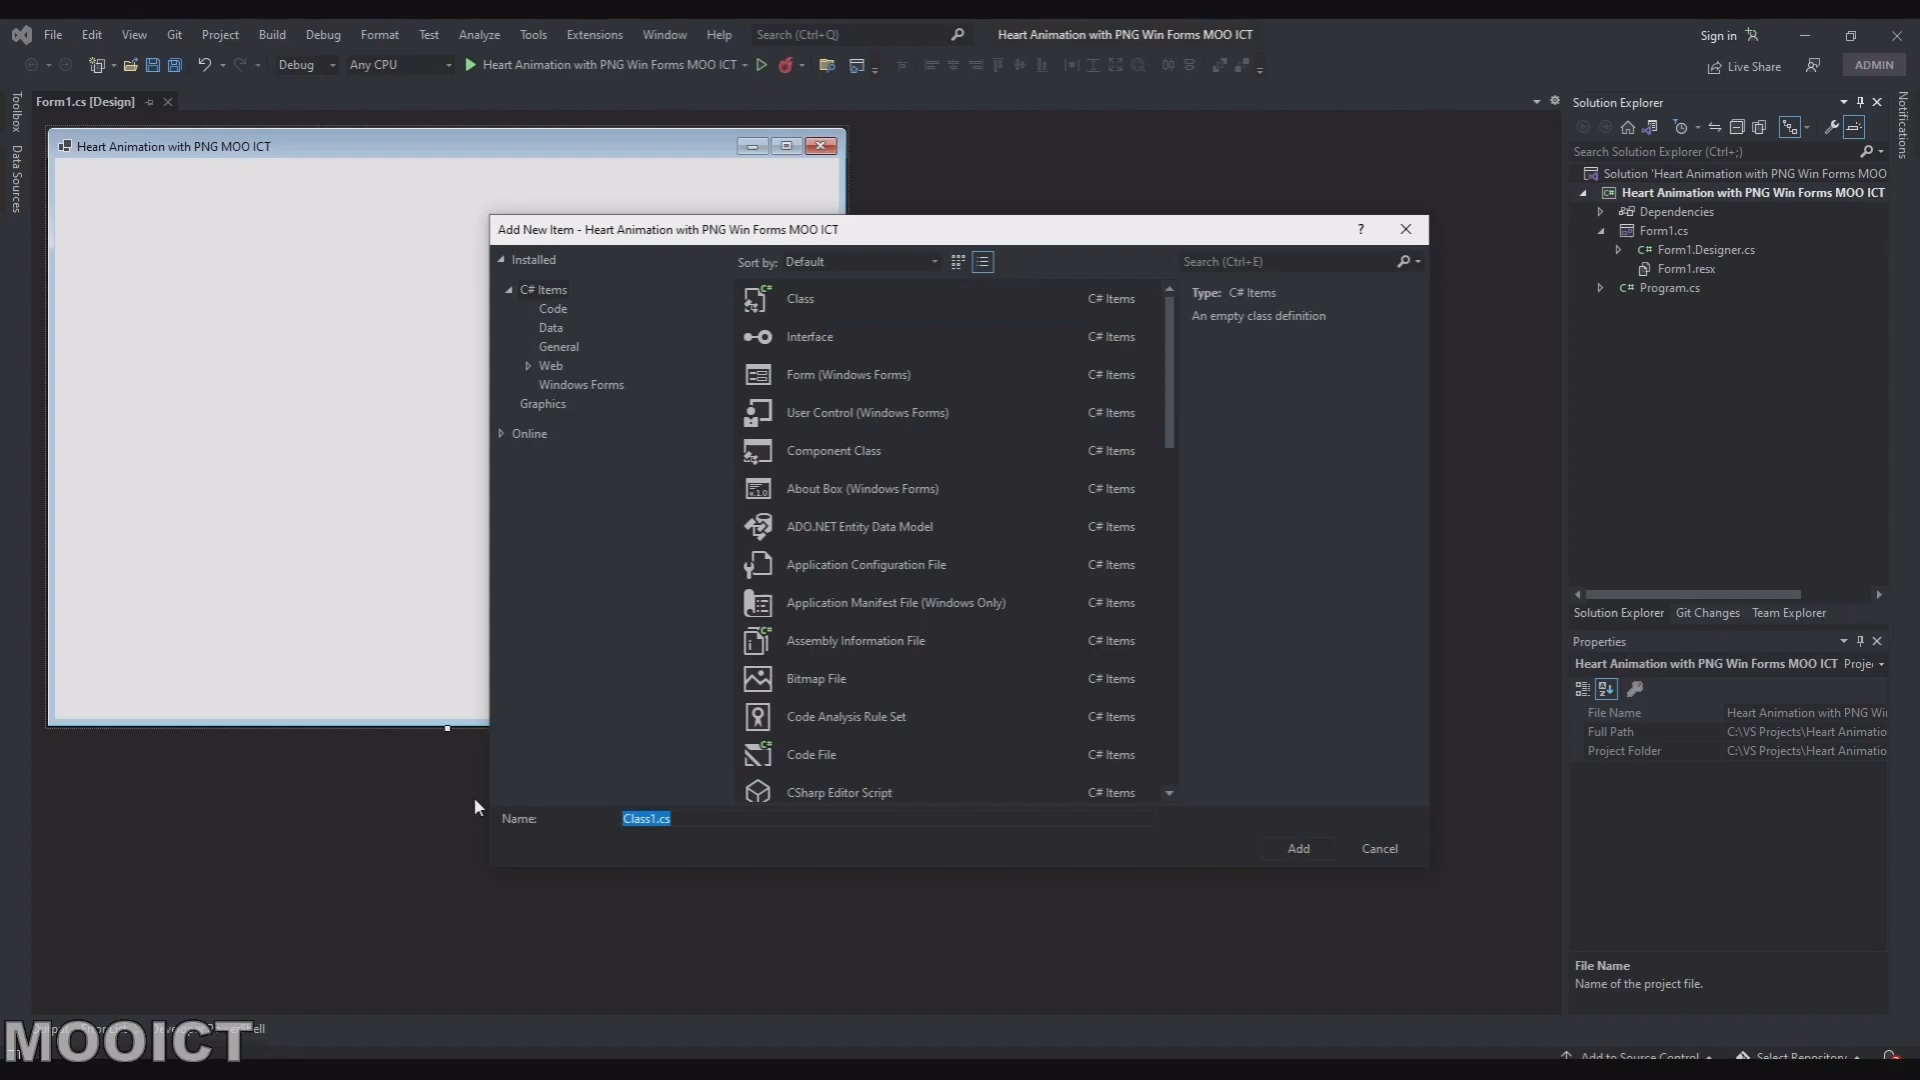 File Edit View Git Project Build Debug Format Test Analyze Tools Extensions Window Help Search (Ctrl+Q) Heart Animation with PNG Win Forms MOO ICT Sign in
Debug Any CPU Heart Animation with PNG Win Forms MOO ICT Live Share ADMIN
Toolbox
Data Sources
Form1.cs [Design]
Heart Animation with PNG MOO ICT
Add New Item - Heart Animation with PNG Win Forms MOO ICT ?
Installed
C# Items
Code
Data
General
Web
Windows Forms
Graphics
Online
Sort by: Default
Search (Ctrl+E)
Class C# Items
Interface C# Items
Form (Windows Forms) C# Items
User Control (Windows Forms) C# Items
Component Class C# Items
About Box (Windows Forms) C# Items
ADO.NET Entity Data Model C# Items
Application Configuration File C# Items
Application Manifest File (Windows Only) C# Items
Assembly Information File C# Items
Bitmap File C# Items
Code Analysis Rule Set C# Items
Code File C# Items
CSharp Editor Script C# Items
Type: C# Items
An empty class definition
Name: Class1.cs
Add Cancel
Solution Explorer
Search Solution Explorer (Ctrl+;)
Solution 'Heart Animation with PNG Win Forms MOO
Heart Animation with PNG Win Forms MOO ICT
Dependencies
Form1.cs
C# Form1.Designer.cs
Form1.resx
C# Program.cs
Solution Explorer Git Changes Team Explorer
Properties
Heart Animation with PNG Win Forms MOO ICT Proje
File Name Heart Animation with PNG Wi
Full Path C:\VS Projects\Heart Animatio
Project Folder C:\VS Projects\Heart Animatio
File Name
Name of the project file.
Notifications
MOOICT
Add to Source Control Select Repository